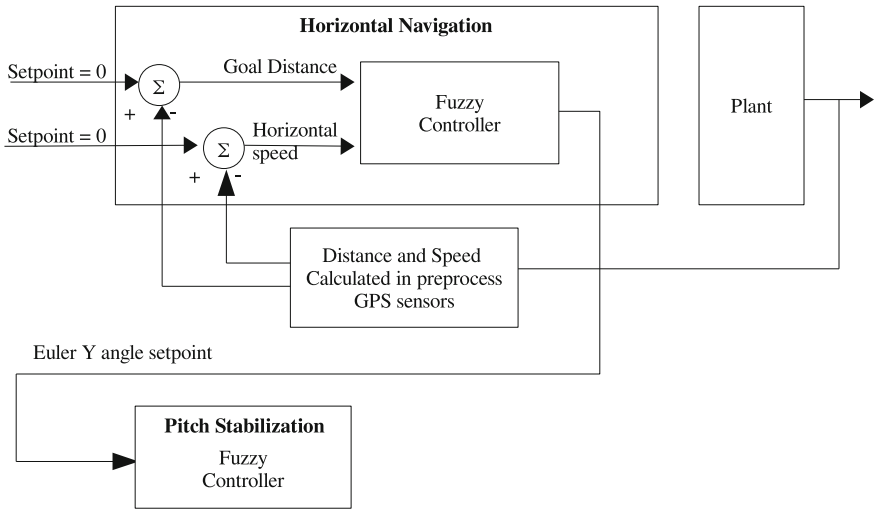 Horizontal Navigation
Setpoint = 0
Σ
Goal Distance
+
-
Setpoint = 0
Σ
Horizontal
speed
+
-
Fuzzy
Controller
Plant
Distance and Speed
Calculated in preprocess
GPS sensors
Euler Y angle setpoint
Pitch Stabilization
Fuzzy
Controller